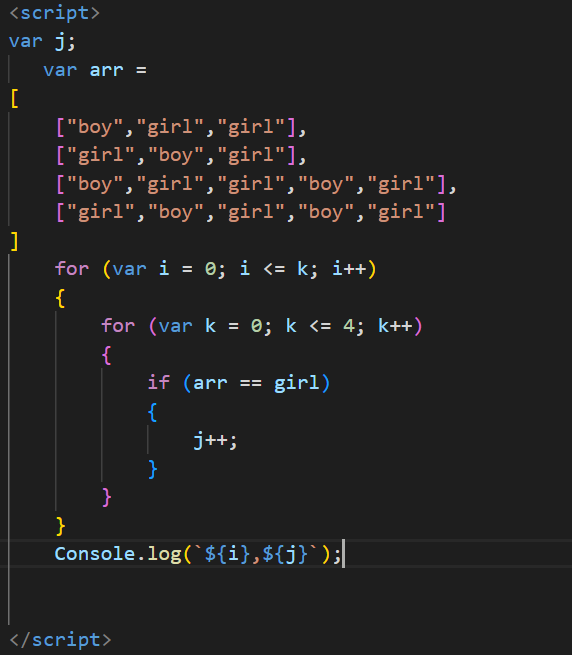 <script>
var j;
   var arr =
[
    ["boy","girl","girl"],
    ["girl","boy","girl"],
    ["boy","girl","girl","boy","girl"],
    ["girl","boy","girl","boy","girl"]
]
    for (var i = 0; i <= k; i++)
    {
        for (var k = 0; k <= 4; k++)
        {
            if (arr == girl)
            {
                j++;
            }
        }
    }
    Console.log(`${i},${j}`);
</script>